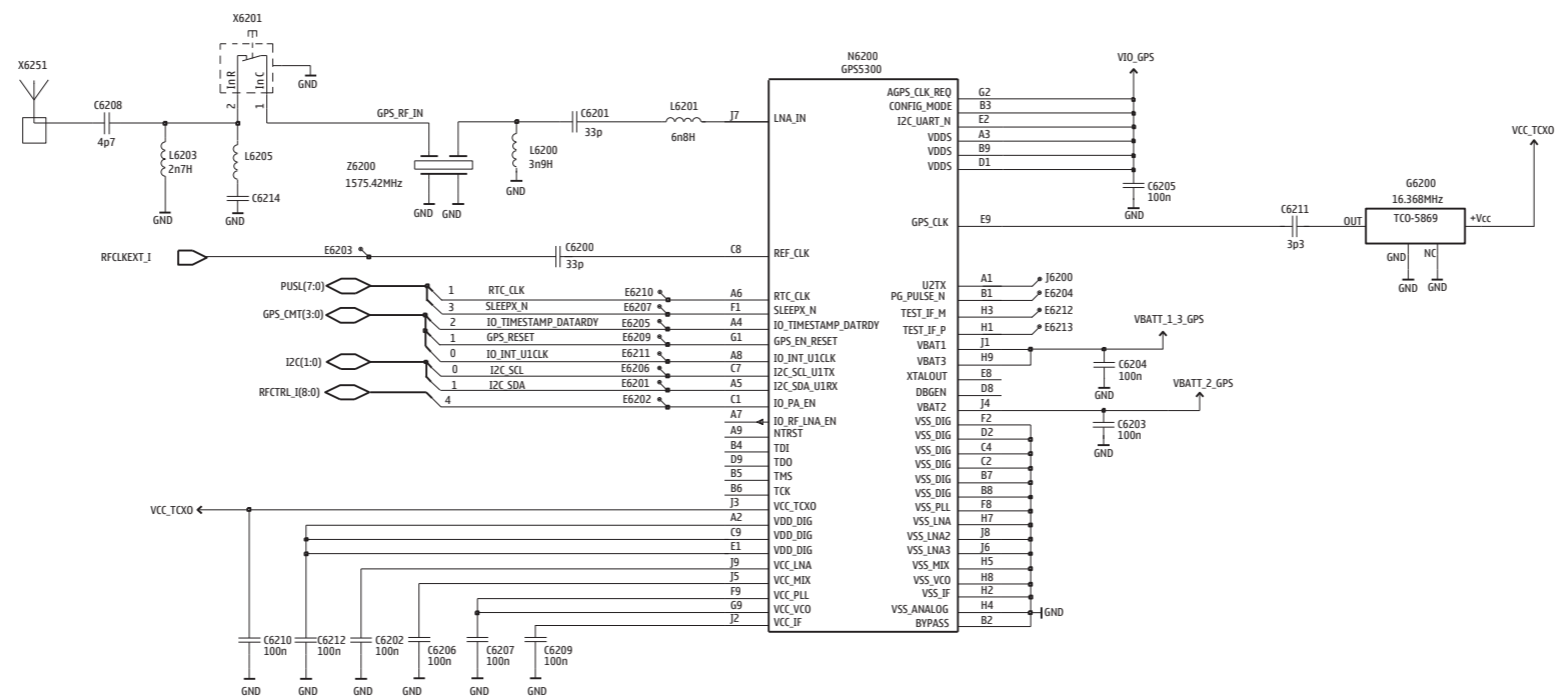 X6201
X6251
InR
InC
2
1
GND
C6208
4p7
L6203
2n7H
L6205
C6214
GND
GND
GPS_RF_IN
Z6200
1575.42MHz
GND
GND
L6200
3n9H
GND
C6201
33p
L6201
6n8H
J7
LNA_IN
N6200
GPS5300
RFCLKEXT_I
E6203
C6200
33p
C8
REF_CLK
PUSL(7:0)
1
RTC_CLK
E6210
A6
RTC_CLK
3
SLEEPX_N
E6207
F1
SLEEPX_N
GPS_CMT(3:0)
2
IO_TIMESTAMP_DATARDY
E6205
A4
IO_TIMESTAMP_DATRDY
1
GPS_RESET
E6209
G1
GPS_EN_RESET
0
IO_INT_U1CLK
E6211
A8
IO_INT_U1CLK
I2C(1:0)
0
I2C_SCL
E6206
C7
I2C_SCL_U1TX
1
I2C_SDA
E6201
A5
I2C_SDA_U1RX
RFCTRL_I(8:0)
4
E6202
C1
IO_PA_EN
A7
IO_RF_LNA_EN
A9
NTRST
B4
TDI
D9
TDO
B5
TMS
B6
TCK
VCC_TCXO
J3
VCC_TCXO
A2
VDD_DIG
C9
VDD_DIG
E1
VDD_DIG
J9
VCC_LNA
J5
VCC_MIX
F9
VCC_PLL
G9
VCC_VCO
J2
VCC_IF
C6210
100n
C6212
100n
C6202
100n
C6206
100n
C6207
100n
C6209
100n
GND
GND
GND
GND
GND
GND
VIO_GPS
AGPS_CLK_REQ
G2
CONFIG_MODE
B3
I2C_UART_N
E2
VDDS
A3
VDDS
B9
VDDS
D1
C6205
100n
GND
GPS_CLK
E9
C6211
3p3
VCC_TCXO
G6200
16.368MHz
OUT
TCO-5869
+Vcc
GND
NC
GND
GND
U2TX
A1
J6200
PG_PULSE_N
B1
E6204
TEST_IF_M
H3
E6212
TEST_IF_P
H1
E6213
VBAT1
J1
VBATT_1_3_GPS
VBAT3
H9
C6204
100n
GND
XTALOUT
E8
DBGEN
D8
VBAT2
J4
VBATT_2_GPS
C6203
100n
GND
VSS_DIG
F2
VSS_DIG
D2
VSS_DIG
C4
VSS_DIG
C2
VSS_DIG
B7
VSS_DIG
B8
VSS_PLL
F8
VSS_LNA
H7
VSS_LNA2
J8
VSS_LNA3
J6
VSS_MIX
H5
VSS_VCO
H8
VSS_IF
H2
VSS_ANALOG
H4
GND
BYPASS
B2